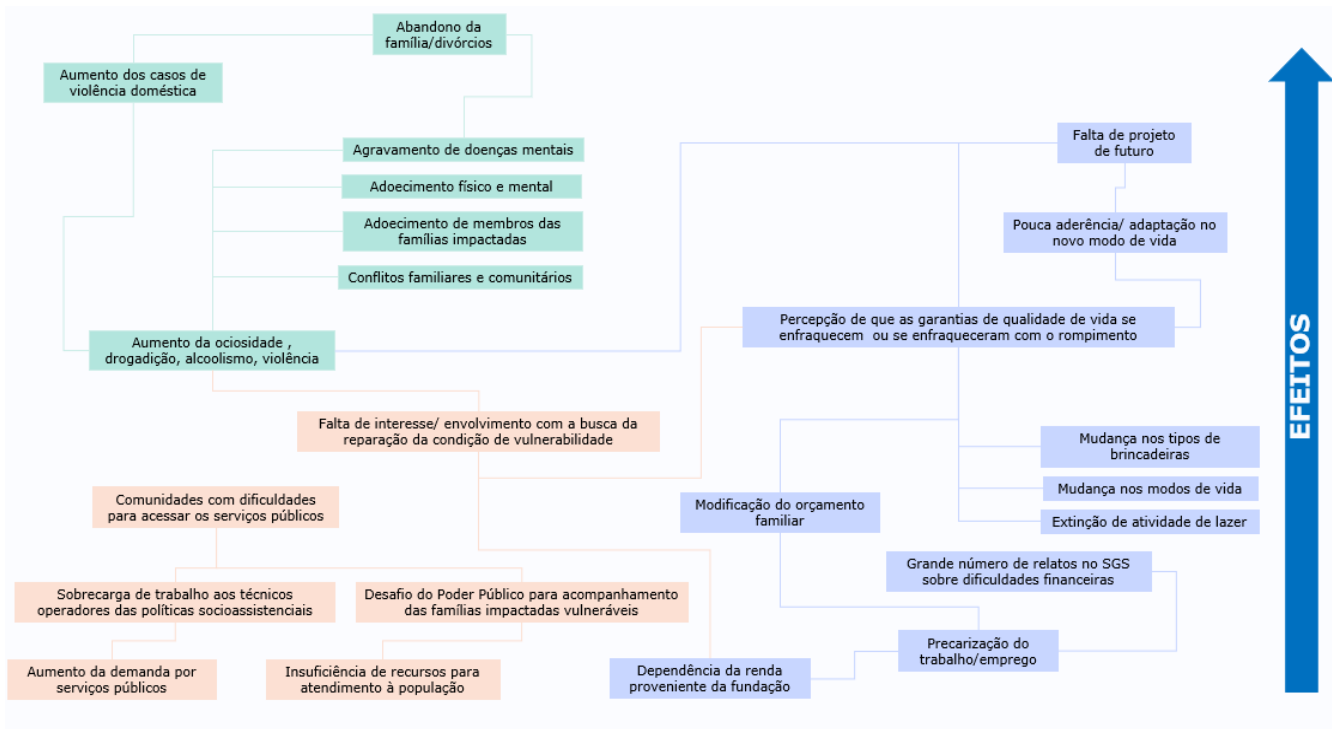 Abandono da
família/divórcios
Aumento dos casos de
violência doméstica
Agravamento de doenças mentais
Adoecimento físico e mental
Adoecimento de membros das
famílias impactadas
Conflitos familiares e comunitários
Aumento da ociosidade ,
drogadição, alcoolismo, violência
Falta de interesse/ envolvimento com a busca da
reparação da condição de vulnerabilidade
Comunidades com dificuldades
para acessar os serviços públicos
Sobrecarga de trabalho aos técnicos
operadores das políticas socioassistenciais
Desafio do Poder Público para acompanhamento
das famílias impactadas vulneráveis
Aumento da demanda por
serviços públicos
Insuficiência de recursos para
atendimento à população
Falta de projeto
de futuro
Pouca aderência/ adaptação no
novo modo de vida
Percepção de que as garantias de qualidade de vida se
enfraquecem ou se enfraqueceram com o rompimento
Mudança nos tipos de
brincadeiras
Mudança nos modos de vida
Extinção de atividade de lazer
Modificação do orçamento
familiar
Grande número de relatos no SGS
sobre dificuldades financeiras
Precarização do
trabalho/emprego
Dependência da renda
proveniente da fundação
EFEITOS